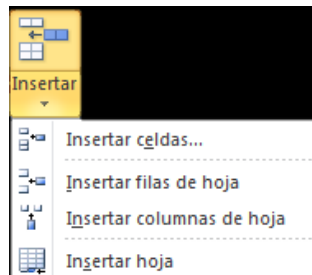 Insertar
Insertar celdas...
Insertar filas de hoja
Insertar columnas de hoja
Insertar hoja